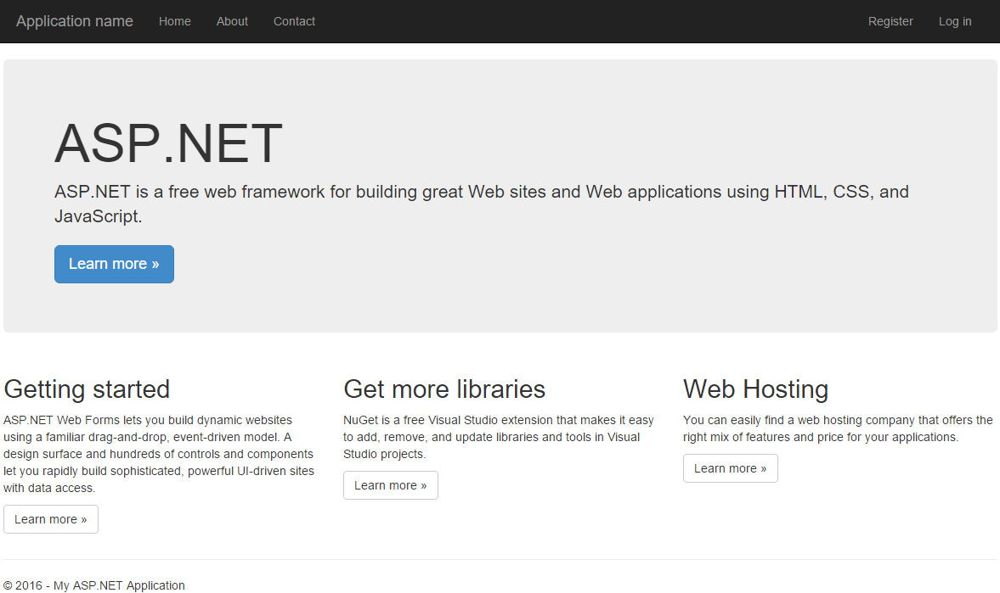 Application name Home About Contact Register Log in
ASP.NET
ASP.NET is a free web framework for building great Web sites and Web applications using HTML, CSS, and
JavaScript.
Learn more »
Getting started
ASP.NET Web Forms lets you build dynamic websites
using a familiar drag-and-drop, event-driven model. A
design surface and hundreds of controls and components
let you rapidly build sophisticated, powerful UI-driven sites
with data access.
Learn more »
Get more libraries
NuGet is a free Visual Studio extension that makes it easy
to add, remove, and update libraries and tools in Visual
Studio projects.
Learn more »
Web Hosting
You can easily find a web hosting company that offers the
right mix of features and price for your applications.
Learn more »
© 2016 - My ASP.NET Application